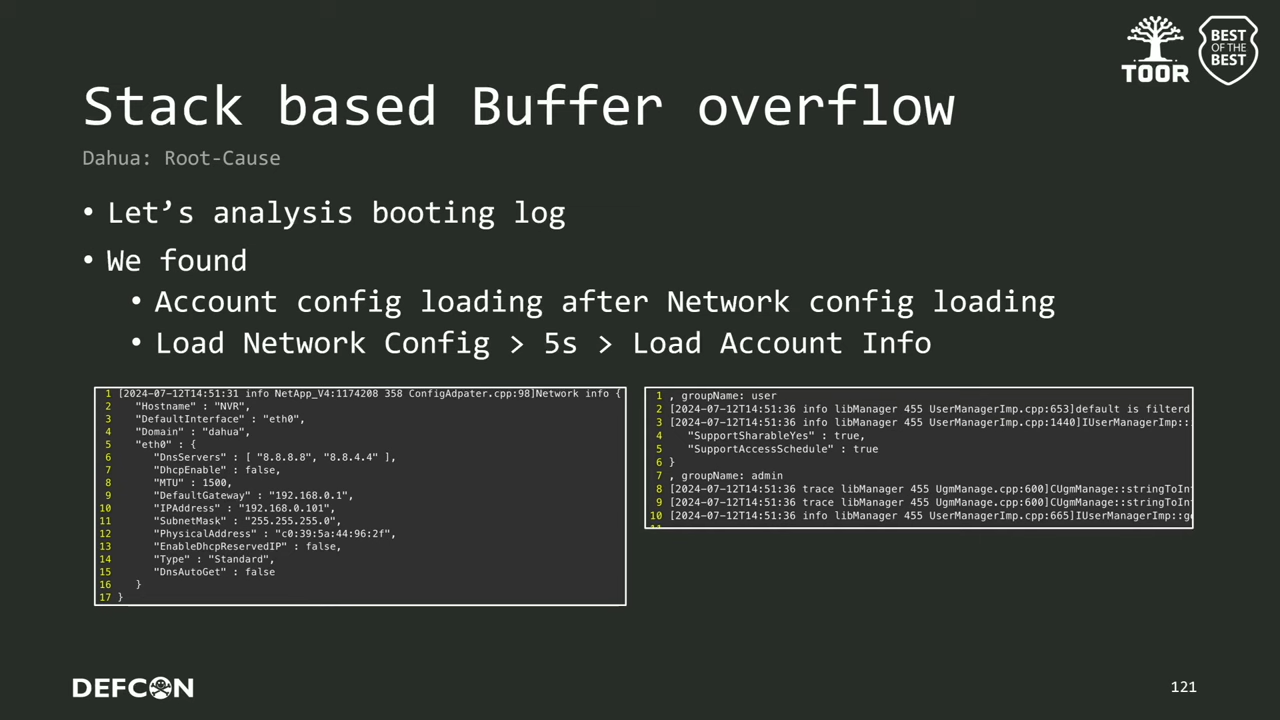 TOOR
BEST
OF THE
BEST
Stack based Buffer overflow
Dahua: Root-Cause
• Let’s analysis booting log
• We found
• Account config loading after Network config loading
• Load Network Config > 5s > Load Account Info
1 [2024-07-12T14:51:31 info NetApp_V4:1174208 358 ConfigAdpater.cpp:98]Network info {
2 "Hostname" : "NVR",
3 "DefaultInterface" : "eth0",
4 "Domain" : "dahua",
5 "eth0" : {
6 "DnsServers" : [ "8.8.8.8", "8.8.4.4" ],
7 "DhcpEnable" : false,
8 "MTU" : 1500,
9 "DefaultGateway" : "192.168.0.1",
10 "IPAddress" : "192.168.0.101",
11 "SubnetMask" : "255.255.255.0",
12 "PhysicalAddress" : "c0:39:5a:44:96:2f",
13 "EnableDhcpReservedIP" : false,
14 "Type" : "Standard",
15 "DnsAutoGet" : false
16 }
17 }
1 , groupName: user
2 [2024-07-12T14:51:36 info libManager 455 UserManagerImp.cpp:653]default is filterd
3 [2024-07-12T14:51:36 info libManager 455 UserManagerImp.cpp:1440]IUserManagerImp::
4 "SupportSharableYes" : true,
5 "SupportAccessSchedule" : true
6 }
7 , groupName: admin
8 [2024-07-12T14:51:36 trace libManager 455 UgmManage.cpp:600]CUgmManage::stringToIn
9 [2024-07-12T14:51:36 trace libManager 455 UgmManage.cpp:600]CUgmManage::stringToIn
10 [2024-07-12T14:51:36 info libManager 455 UserManagerImp.cpp:665]IUserManagerImp::g
DEFCON
121